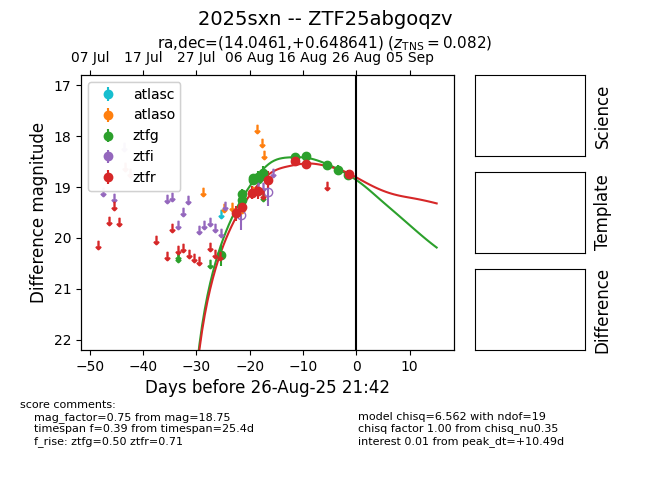 2025sxn -- ZTF25abgoqzv
ra,dec=(14.0461,+0.648641) (z_TNS = 0.082)
07 Jul 17 Jul 27 Jul 06 Aug 16 Aug 26 Aug 05 Sep
17
18
19
20
21
22
Difference magnitude
atlasc
atlaso
ztfg
ztfi
ztfr
−50 −40 −30 −20 −10 0 10
Days before 26-Aug-25 21:42
Science
Template
Difference
score comments:
mag_factor=0.75 from mag=18.75
timespan f=0.39 from timespan=25.4d
f_rise: ztfg=0.50 ztfr=0.71
model chisq=6.562 with ndof=19
chisq factor 1.00 from chisq_nu0.35
interest 0.01 from peak_dt=+10.49d